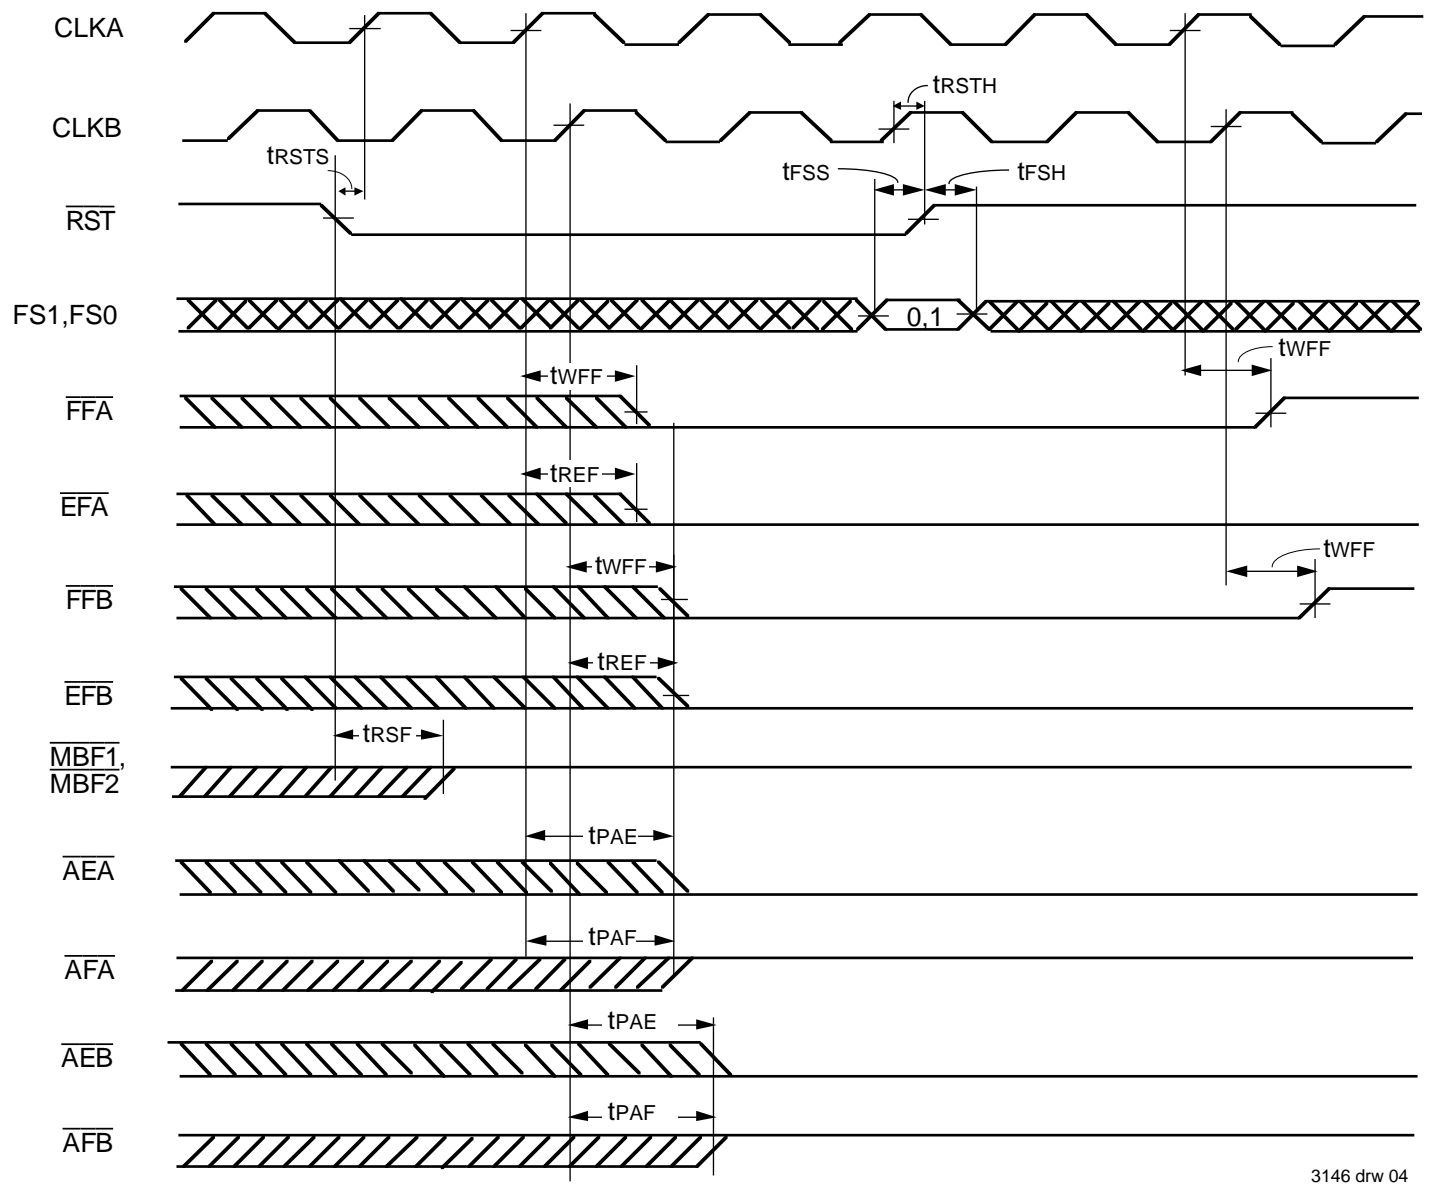 CLKA
tRSTH
CLKB
tRSTS
tFSS
tFSH
RST
FS1,FS0
0,1
tWFF
tWFF
FFA
tREF
EFA
tWFF
tWFF
FFB
tREF
EFB
tRSF
MBF1,
MBF2
tPAE
AEA
tPAF
AFA
tPAE
AEB
tPAF
AFB
3146 drw 04